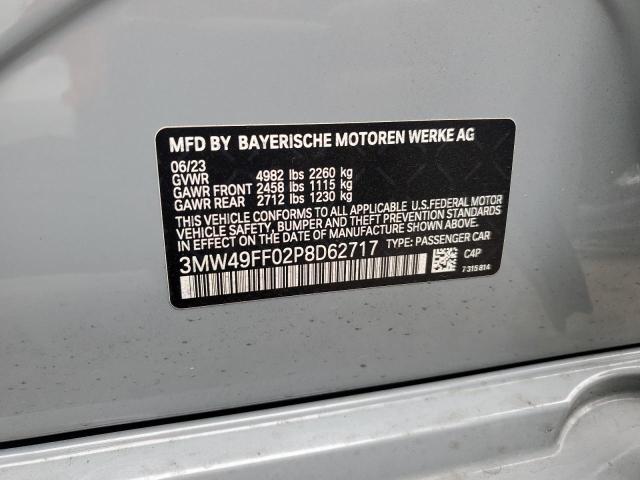 MFD BY BAYERISCHE MOTOREN WERKE AG
06/23
GVWR 4982 lbs 2260 kg
GAWR FRONT 2458 lbs 1115 kg
GAWR REAR 2712 lbs 1230 kg
THIS VEHICLE CONFORMS TO ALL APPLICABLE U.S.FEDERAL MOTOR
VEHICLE SAFETY, BUMPER AND THEFT PREVENTION STANDARDS
IN EFFECT ON THE DATE OF MANUFACTURE SHOWN ABOVE.
3MW49FF02P8D62717 TYPE: PASSENGER CAR
C4P
7315814